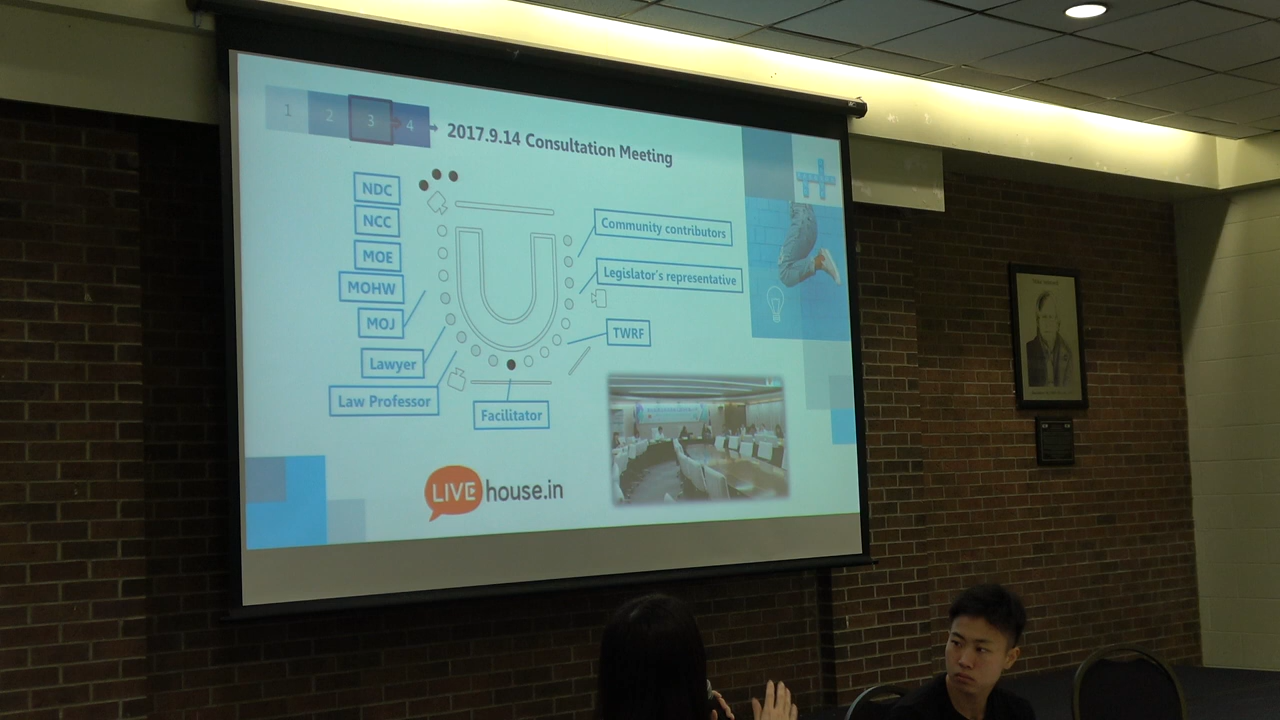 1 2 3 4
2017.9.14 Consultation Meeting
NDC
NCC
MOE
MOHW
MOJ
Lawyer
Law Professor
Facilitator
Community contributors
Legislator's representative
TWRF
LIVE house.in